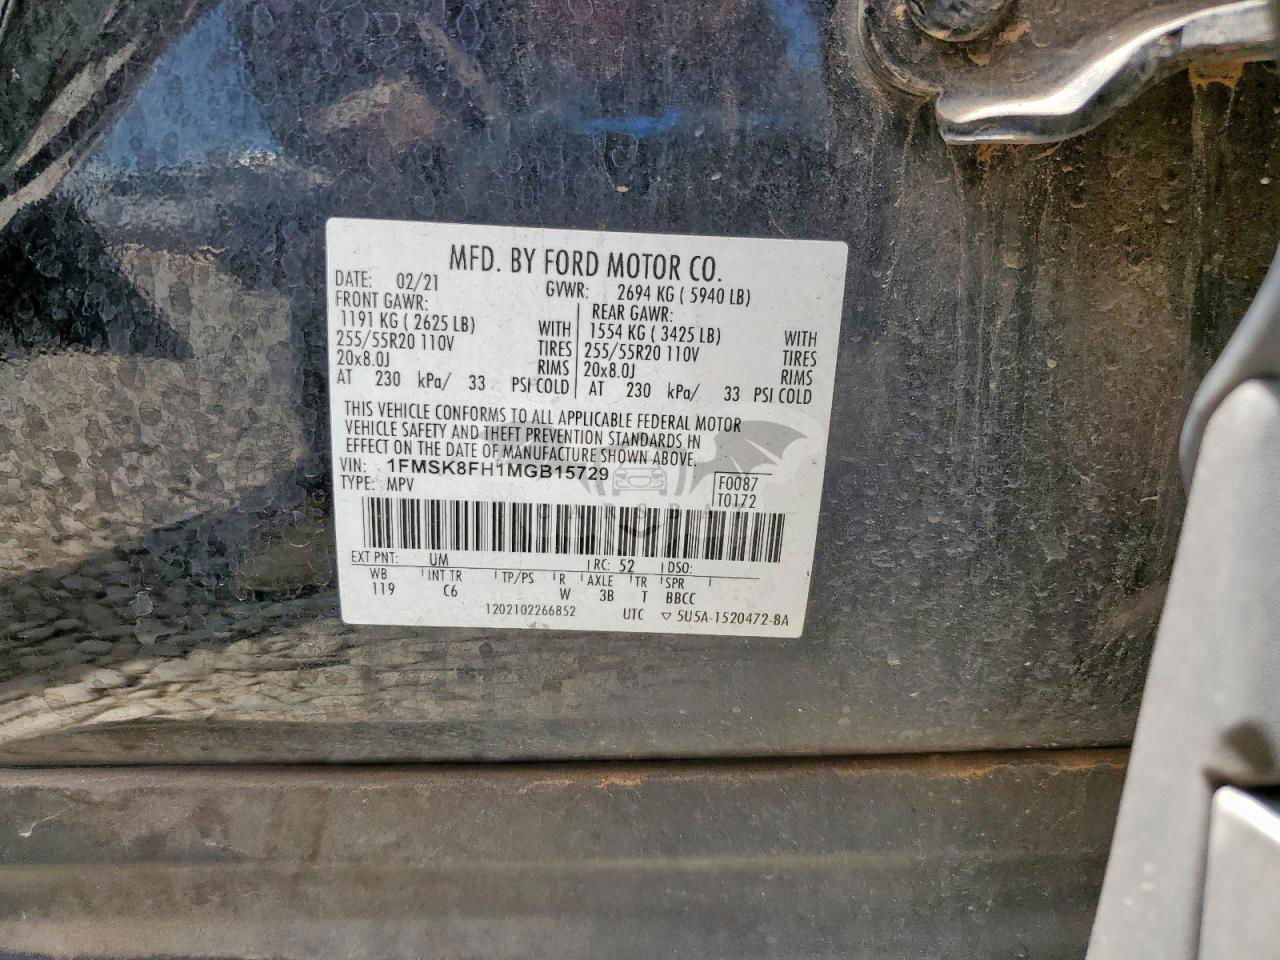 MFD. BY FORD MOTOR CO.
DATE: 02/21 GVWR: 2694 KG ( 5940 LB)
FRONT GAWR: REAR GAWR:
1191 KG ( 2625 LB) WITH 1554 KG ( 3425 LB) WITH
255/55R20 110V TIRES 255/55R20 110V TIRES
20x8.0J RIMS 20x8.0J RIMS
AT 230 kPa/ 33 PSI COLD AT 230 kPa/ 33 PSI COLD
THIS VEHICLE CONFORMS TO ALL APPLICABLE FEDERAL MOTOR
VEHICLE SAFETY AND THEFT PREVENTION STANDARDS IN
EFFECT ON THE DATE OF MANUFACTURE SHOWN ABOVE.
VIN: 1FMSK8FH1MGB15729 F0087
TYPE: MPV T0172
EXT PNT: UM RC: 52 DSO:
WB INT TR TP/PS R AXLE TR SPR
119 C6 W 3B T BBCC
1202102266852 UTC ▽ 5U5A-1520472-BA